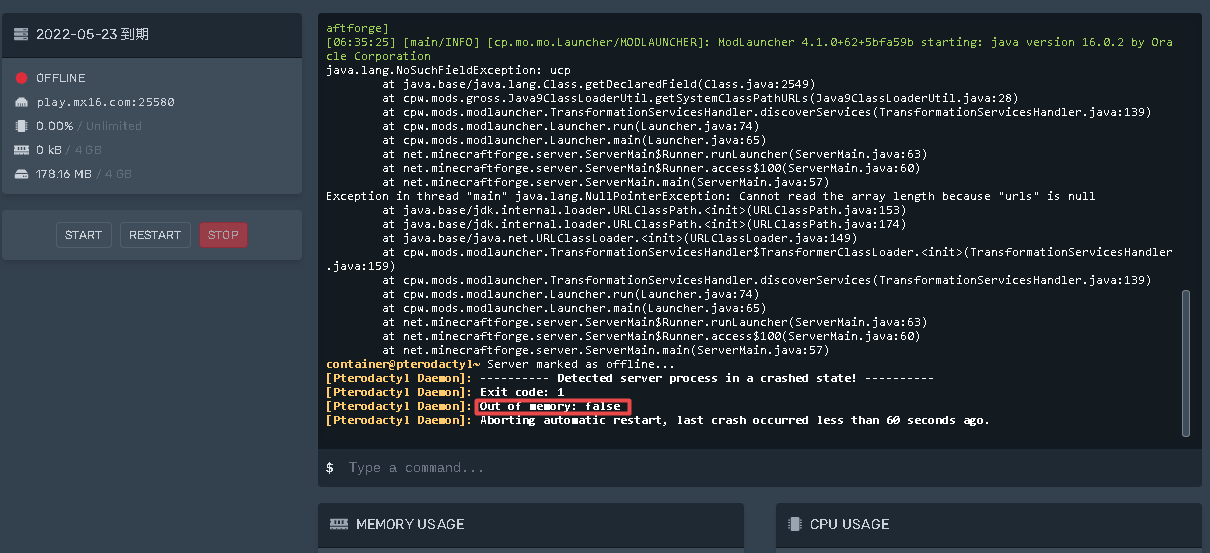 2022-05-23 到期
OFFLINE
play.mx16.com:25580
0.00% / Unlimited
0 kB / 4 GB
178.16 MB / 4 GB
START
RESTART
STOP
aftforge]
[06:35:25] [main/INFO] [cp.mo.mo.Launcher/MODLAUNCHER]: ModLauncher 4.1.0+62+5bfa59b starting: java version 16.0.2 by Ora
cle Corporation
java.lang.NoSuchFieldException: ucp
at java.base/java.lang.Class.getDeclaredField(Class.java:2549)
at cpw.mods.gross.Java9ClassLoaderUtil.getSystemClassPathURLs(Java9ClassLoaderUtil.java:28)
at cpw.mods.modlauncher.TransformationServicesHandler.discoverServices(TransformationServicesHandler.java:139)
at cpw.mods.modlauncher.Launcher.run(Launcher.java:74)
at cpw.mods.modlauncher.Launcher.main(Launcher.java:65)
at net.minecraftforge.server.ServerMain$Runner.runLauncher(ServerMain.java:63)
at net.minecraftforge.server.ServerMain$Runner.access$100(ServerMain.java:60)
at net.minecraftforge.server.ServerMain.main(ServerMain.java:57)
Exception in thread "main" java.lang.NullPointerException: Cannot read the array length because "urls" is null
at java.base/jdk.internal.loader.URLClassPath.<init>(URLClassPath.java:153)
at java.base/jdk.internal.loader.URLClassPath.<init>(URLClassPath.java:174)
at java.base/java.net.URLClassLoader.<init>(URLClassLoader.java:149)
at cpw.mods.modlauncher.TransformationServicesHandler$TransformerClassLoader.<init>(TransformationServicesHandler
.java:159)
at cpw.mods.modlauncher.TransformationServicesHandler.discoverServices(TransformationServicesHandler.java:139)
at cpw.mods.modlauncher.Launcher.run(Launcher.java:74)
at cpw.mods.modlauncher.Launcher.main(Launcher.java:65)
at net.minecraftforge.server.ServerMain$Runner.runLauncher(ServerMain.java:63)
at net.minecraftforge.server.ServerMain$Runner.access$100(ServerMain.java:60)
at net.minecraftforge.server.ServerMain.main(ServerMain.java:57)
container@pterodactyl~ Server marked as offline...
[Pterodactyl Daemon]: ---------- Detected server process in a crashed state! ----------
[Pterodactyl Daemon]: Exit code: 1
[Pterodactyl Daemon]: Out of memory: false
[Pterodactyl Daemon]: Aborting automatic restart, last crash occurred less than 60 seconds ago.
$ Type a command...
MEMORY USAGE
CPU USAGE